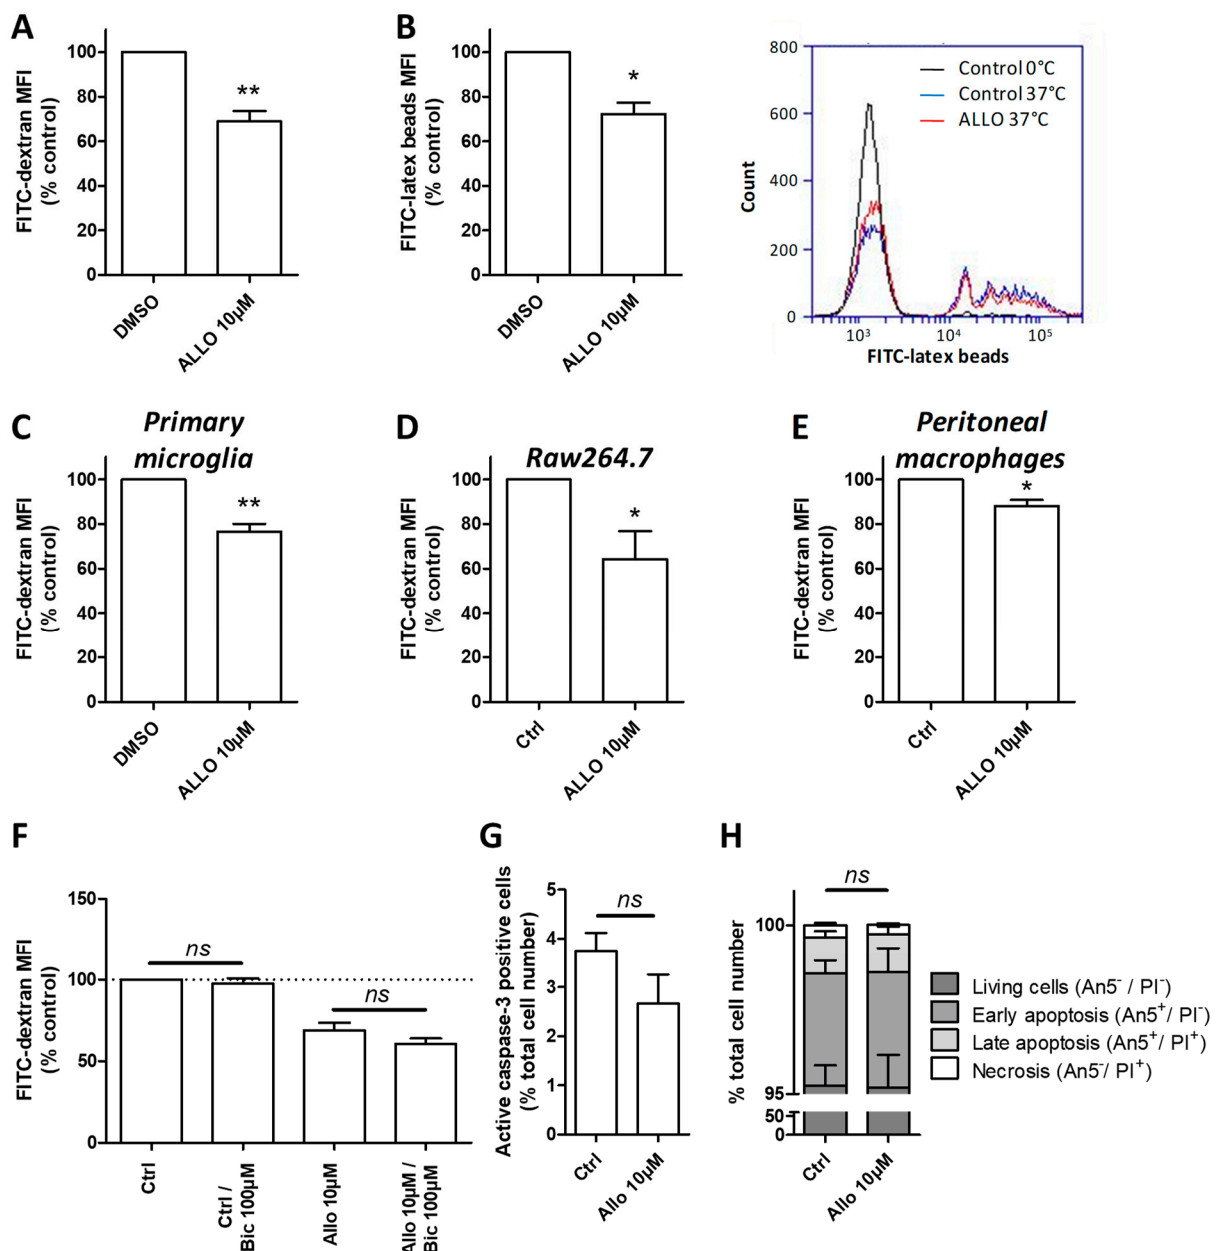 A
FITC-dextran MFI
(% control)
100
80
60
40
20
0
**
DMSO
ALLO 10µM
B
FITC-latex beads MFI
(% control)
100
80
60
40
20
0
*
DMSO
ALLO 10µM
Count
800
600
400
200
0
Control 0°C
Control 37°C
ALLO 37°C
10³
10⁴
10⁵
FITC-latex beads
C
Primary
microglia
FITC-dextran MFI
(% control)
100
80
60
40
20
0
**
DMSO
ALLO 10µM
D
Raw264.7
FITC-dextran MFI
(% control)
100
80
60
40
20
0
*
Ctrl
ALLO 10µM
E
Peritoneal
macrophages
FITC-dextran MFI
(% control)
100
80
60
40
20
0
*
Ctrl
ALLO 10µM
F
FITC-dextran MFI
(% control)
150
100
50
0
ns
ns
Ctrl
Ctrl /
Bic 100µM
Allo 10µM
Allo 10µM /
Bic 100µM
G
Active caspase-3 positive cells
(% total cell number)
5
4
3
2
1
0
ns
Ctrl
Allo 10µM
H
% total cell number
100
95
50
0
ns
Ctrl
Allo 10µM
Living cells (An5⁻ / PI⁻)
Early apoptosis (An5⁺/ PI⁻)
Late apoptosis (An5⁺/ PI⁺)
Necrosis (An5⁻/ PI⁺)